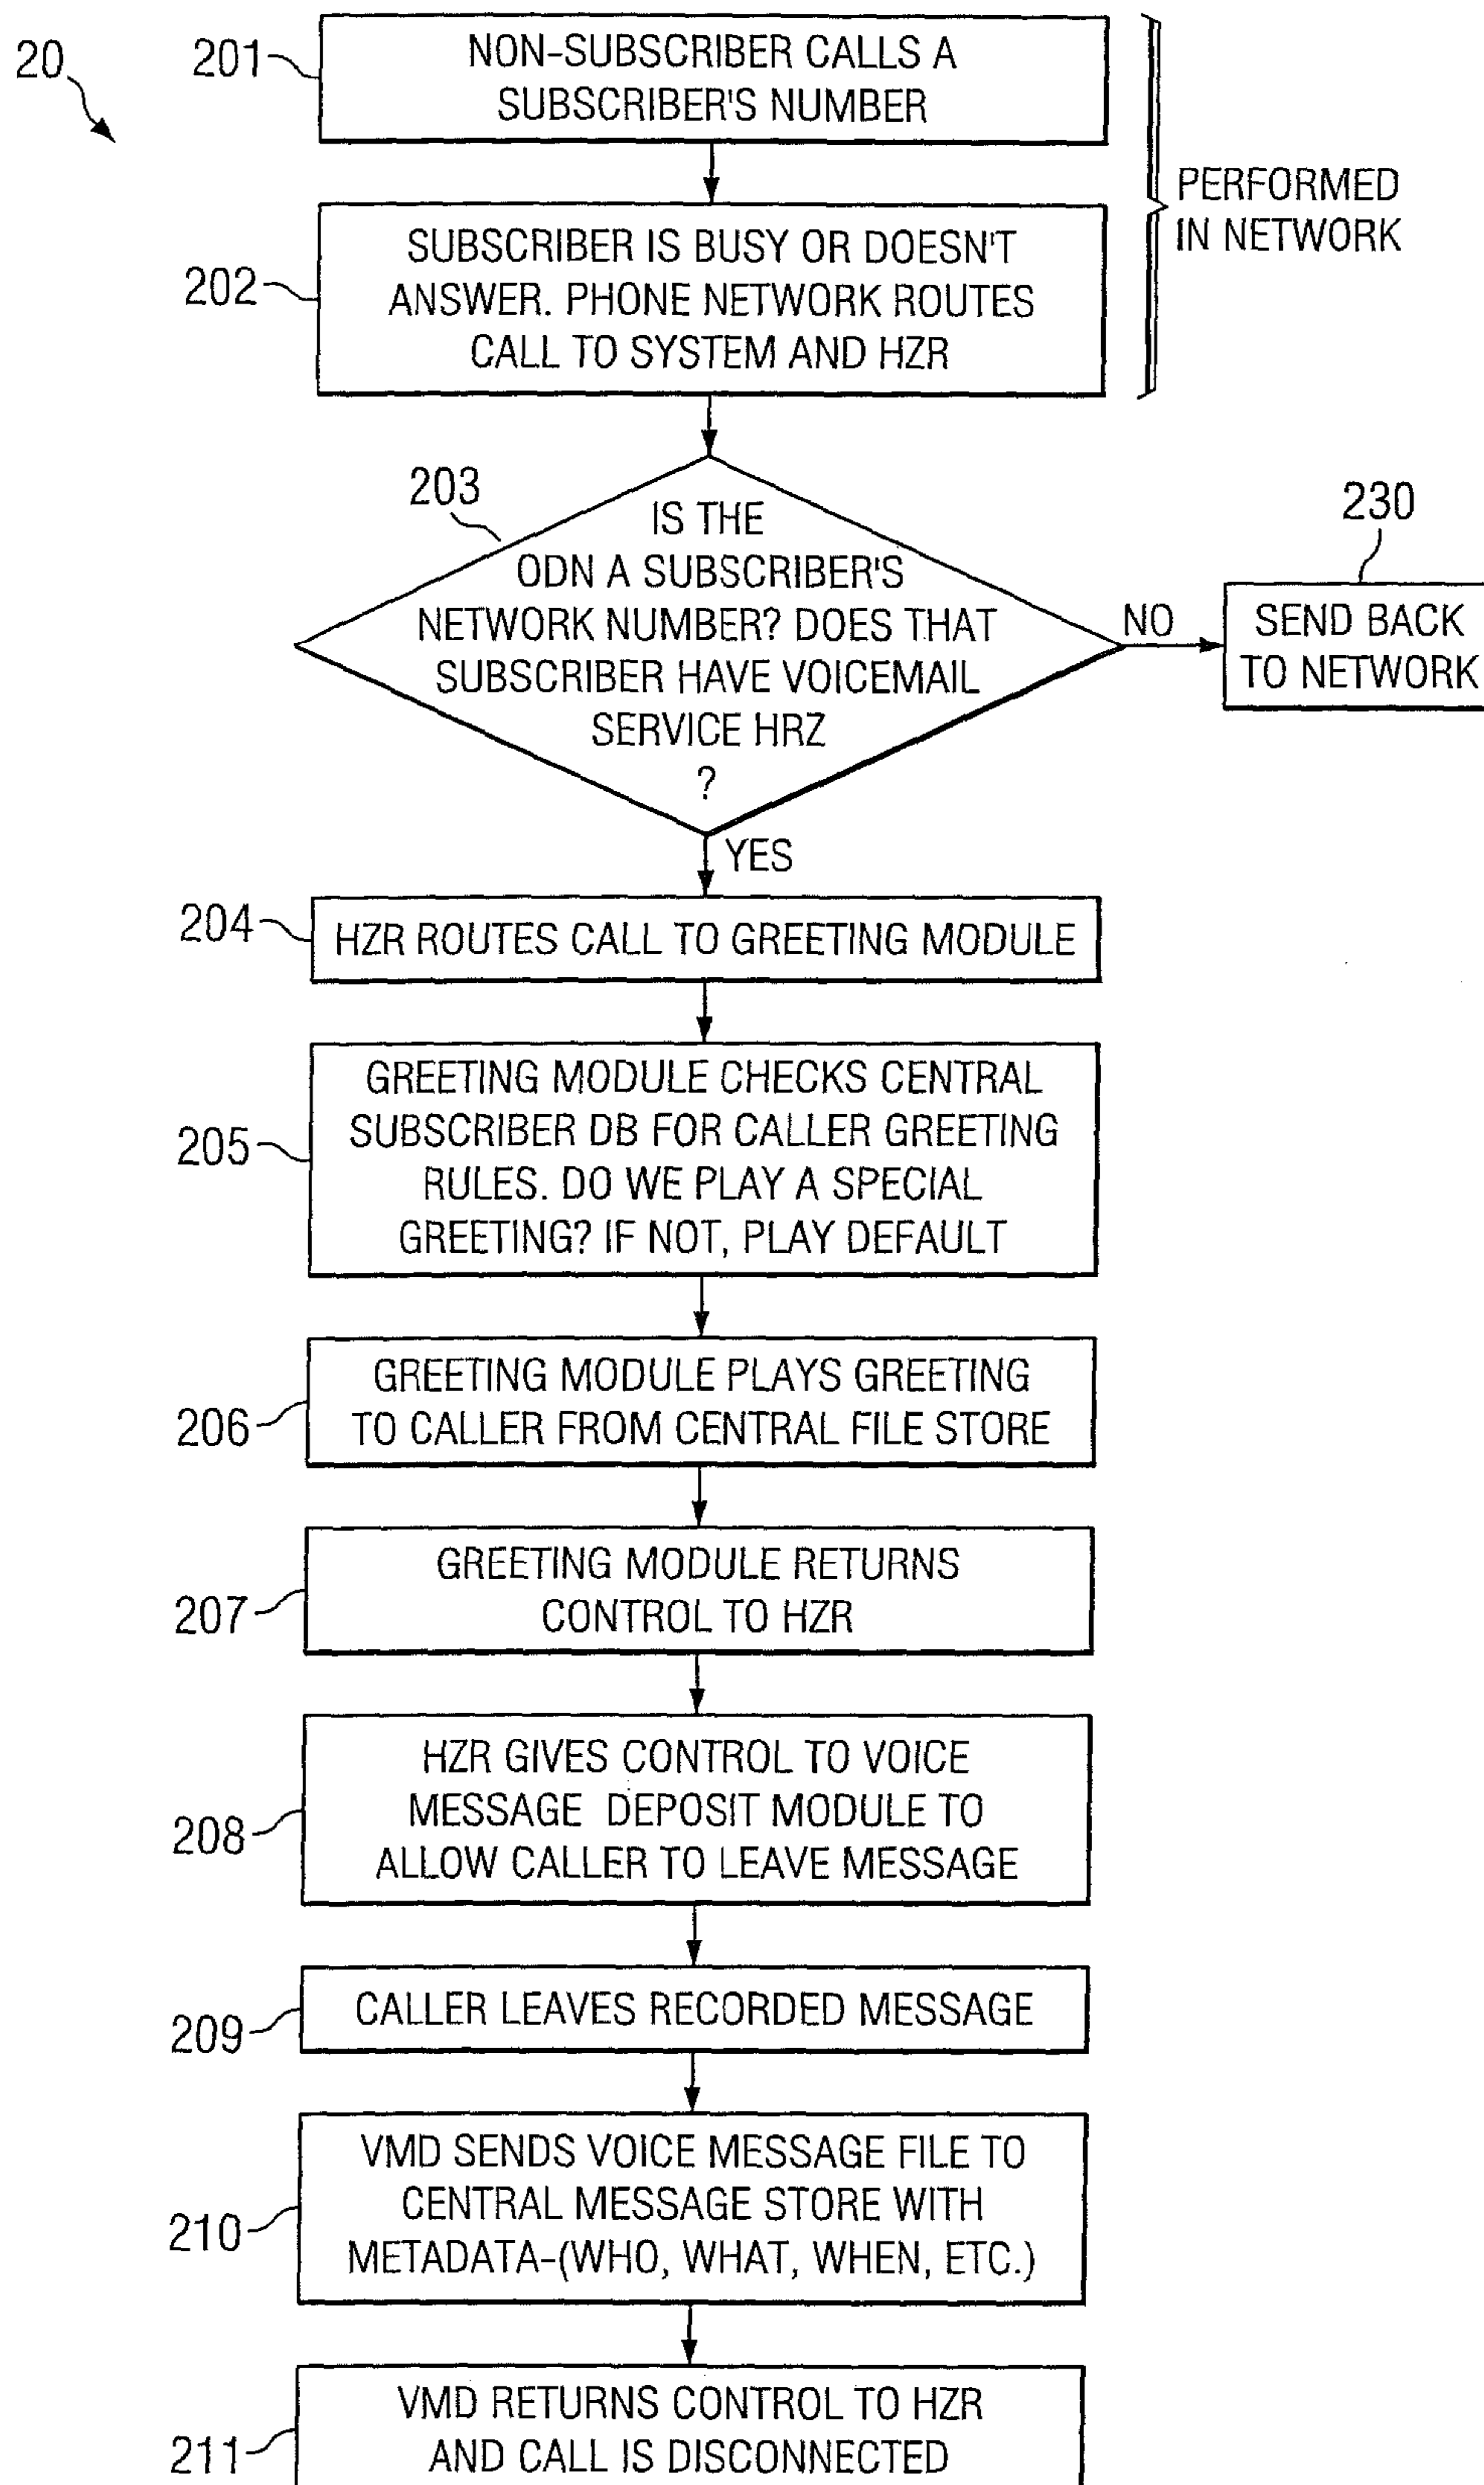 20
201
NON-SUBSCRIBER CALLS A
SUBSCRIBER'S NUMBER
202
SUBSCRIBER IS BUSY OR DOESN'T
ANSWER. PHONE NETWORK ROUTES
CALL TO SYSTEM AND HZR
PERFORMED
IN NETWORK
203
IS THE
ODN A SUBSCRIBER'S
NETWORK NUMBER? DOES THAT
SUBSCRIBER HAVE VOICEMAIL
SERVICE HRZ
?
NO
230
SEND BACK
TO NETWORK
YES
204
HZR ROUTES CALL TO GREETING MODULE
205
GREETING MODULE CHECKS CENTRAL
SUBSCRIBER DB FOR CALLER GREETING
RULES. DO WE PLAY A SPECIAL
GREETING? IF NOT, PLAY DEFAULT
206
GREETING MODULE PLAYS GREETING
TO CALLER FROM CENTRAL FILE STORE
207
GREETING MODULE RETURNS
CONTROL TO HZR
208
HZR GIVES CONTROL TO VOICE
MESSAGE DEPOSIT MODULE TO
ALLOW CALLER TO LEAVE MESSAGE
209
CALLER LEAVES RECORDED MESSAGE
210
VMD SENDS VOICE MESSAGE FILE TO
CENTRAL MESSAGE STORE WITH
METADATA-(WHO, WHAT, WHEN, ETC.)
211
VMD RETURNS CONTROL TO HZR
AND CALL IS DISCONNECTED